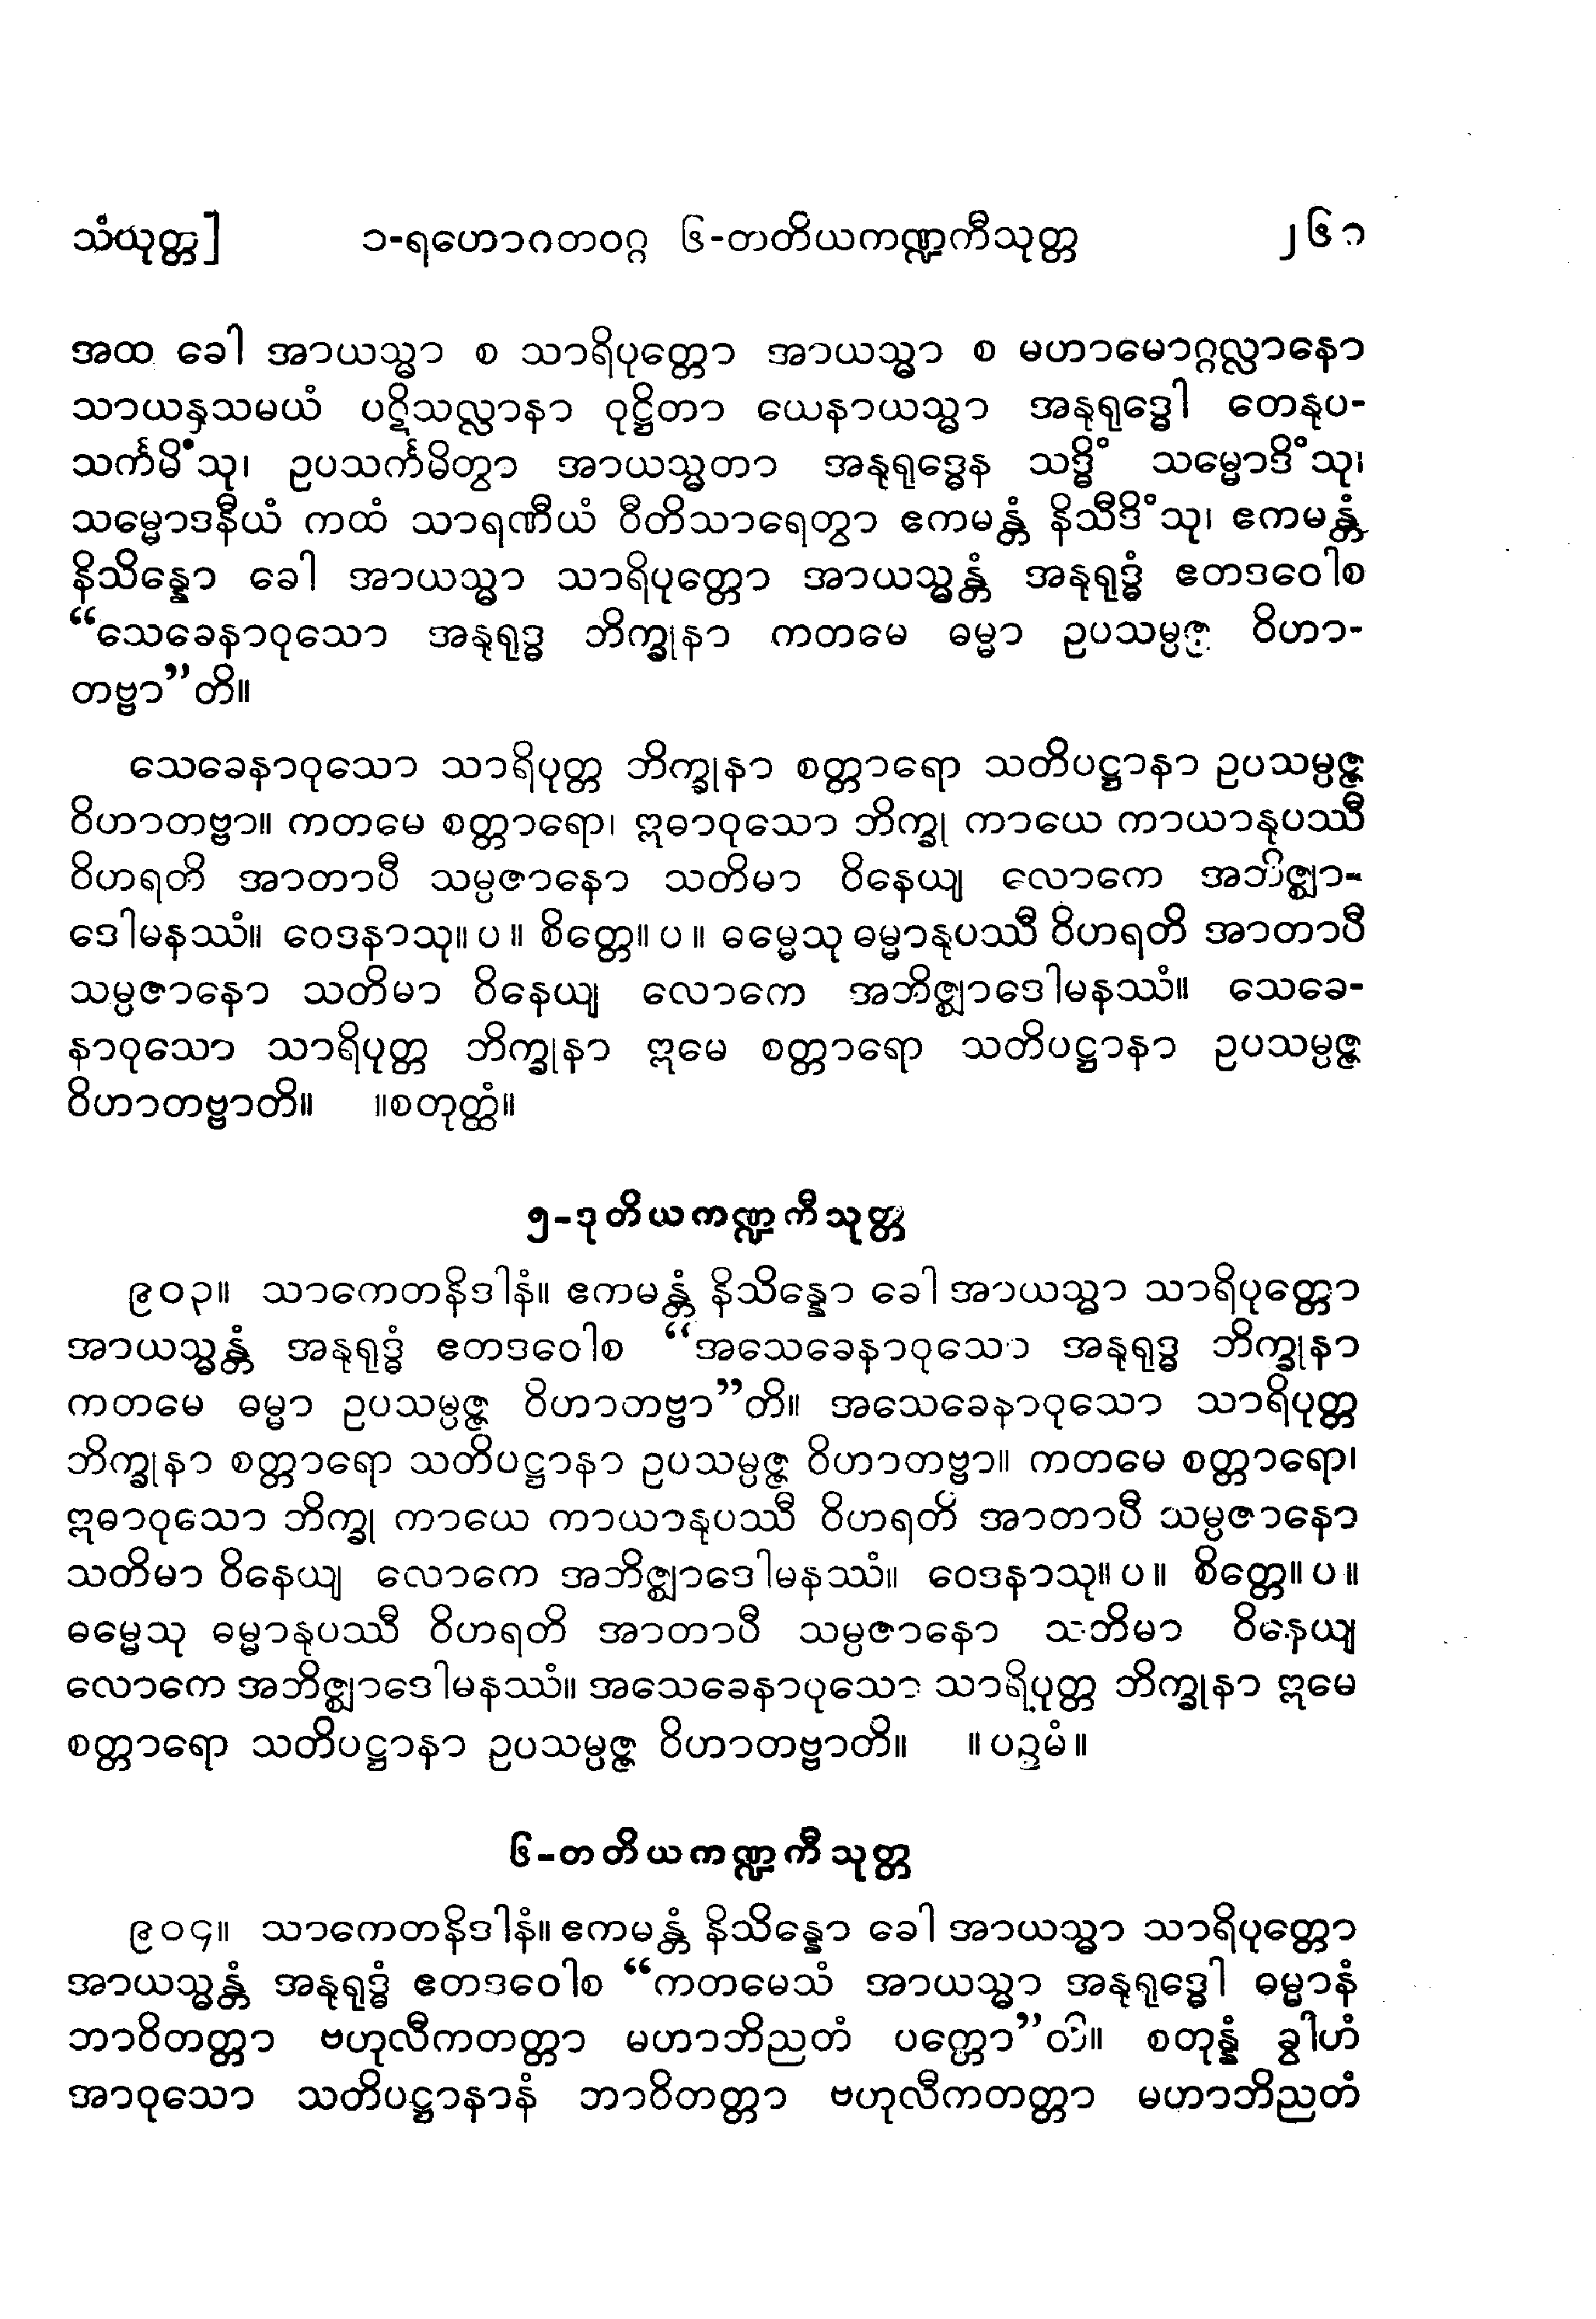 သံယုတ္တ] ၁-ရဟောဂတဝဂ္ဂ ၆-တတိယကဏ္ဍကီသုတ္တ ၂၆၁
အထ ခေါ အာယသ္မာ စ သာရိပုတ္တော အာယသ္မာ စ မဟာမောဂ္ဂလ္လာနော
သာယနှသမယံ ပဋိသလ္လာနာ ဝုဋ္ဌိတာ ယေနာယသ္မာ အနုရုဒ္ဓေါ တေနုပ-
သင်္ကမိံသု၊ ဥပသင်္ကမိတွာ အာယသ္မတာ အနုရုဒ္ဓေန သဒ္ဓိံ သမ္မောဒိံသု၊
သမ္မောဒနီယံ ကထံ သာရဏီယံ ဝီတိသာရေတွာ ဧကမန္တံ နိသီဒိံသု၊ ဧကမန္တံ
နိသိန္နော ခေါ အာယသ္မာ သာရိပုတ္တော အာယသ္မန္တံ အနုရုဒ္ဓံ ဧတဒဝေါစ
“သေခေနာဝုသော အနုရုဒ္ဓ ဘိက္ခုနာ ကတမေ ဓမ္မာ ဥပသမ္ပဇ္ဇ ဝိဟာ-
တဗ္ဗာ”တိ။
သေခေနာဝုသော သာရိပုတ္တ ဘိက္ခုနာ စတ္တာရော သတိပဋ္ဌာနာ ဥပသမ္ပဇ္ဇ
ဝိဟာတဗ္ဗာ။ ကတမေ စတ္တာရော၊ ဣဓာဝုသော ဘိက္ခု ကာယေ ကာယာနုပဿီ
ဝိဟရတိ အာတာပီ သမ္ပဇာနော သတိမာ ဝိနေယျ လောကေ အဘိဇ္ဈာ-
ဒေါမနဿံ။ ဝေဒနာသု။ ပ ။ စိတ္တေ။ ပ ။ ဓမ္မေသု ဓမ္မာနုပဿီ ဝိဟရတိ အာတာပီ
သမ္ပဇာနော သတိမာ ဝိနေယျ လောကေ အဘိဇ္ဈာဒေါမနဿံ။ သေခေ-
နာဝုသော သာရိပုတ္တ ဘိက္ခုနာ ဣမေ စတ္တာရော သတိပဋ္ဌာနာ ဥပသမ္ပဇ္ဇ
ဝိဟာတဗ္ဗာတိ။ ။စတုတ္ထံ။
၅-ဒုတိယကဏ္ဍကီသုတ္တ
၉၀၃။ သာကေတနိဒါနံ။ ဧကမန္တံ နိသိန္နော ခေါ အာယသ္မာ သာရိပုတ္တော
အာယသ္မန္တံ အနုရုဒ္ဓံ ဧတဒဝေါစ “အသေခေနာဝုသော အနုရုဒ္ဓ ဘိက္ခုနာ
ကတမေ ဓမ္မာ ဥပသမ္ပဇ္ဇ ဝိဟာတဗ္ဗာ”တိ။ အသေခေနာဝုသော သာရိပုတ္တ
ဘိက္ခုနာ စတ္တာရော သတိပဋ္ဌာနာ ဥပသမ္ပဇ္ဇ ဝိဟာတဗ္ဗာ။ ကတမေ စတ္တာရော၊
ဣဓာဝုသော ဘိက္ခု ကာယေ ကာယာနုပဿီ ဝိဟရတိ အာတာပီ သမ္ပဇာနော
သတိမာ ဝိနေယျ လောကေ အဘိဇ္ဈာဒေါမနဿံ။ ဝေဒနာသု။ ပ ။ စိတ္တေ။ ပ ။
ဓမ္မေသု ဓမ္မာနုပဿီ ဝိဟရတိ အာတာပီ သမ္ပဇာနော သတိမာ ဝိနေယျ
လောကေ အဘိဇ္ဈာဒေါမနဿံ။ အသေခေနာပုသော သာရိပုတ္တ ဘိက္ခုနာ ဣမေ
စတ္တာရော သတိပဋ္ဌာနာ ဥပသမ္ပဇ္ဇ ဝိဟာတဗ္ဗာတိ။ ။ ပဉ္စမံ ။
၆-တတိယကဏ္ဍကီသုတ္တ
၉၀၄။ သာကေတနိဒါနံ။ ဧကမန္တံ နိသိန္နော ခေါ အာယသ္မာ သာရိပုတ္တော
အာယသ္မန္တံ အနုရုဒ္ဓံ ဧတဒဝေါစ “ကတမေသံ အာယသ္မာ အနုရုဒ္ဓေါ ဓမ္မာနံ
ဘာဝိတတ္တာ ဗဟုလီကတတ္တာ မဟာဘိညတံ ပတ္တော”တိ။ စတုန္နံ ခွါဟံ
အာဝုသော သတိပဋ္ဌာနာနံ ဘာဝိတတ္တာ ဗဟုလီကတတ္တာ မဟာဘိညတံ